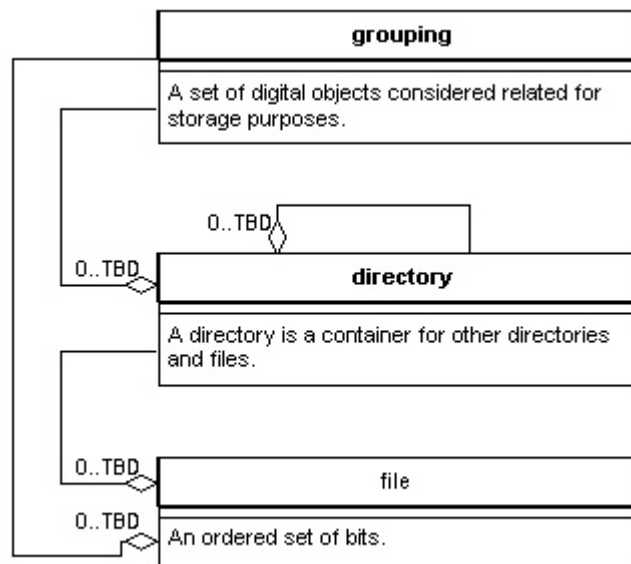 grouping
A set of digital objects considered related for
storage purposes.
0..TBD
0..TBD
directory
A directory is a container for other directories
and files.
0..TBD
file
0..TBD
An ordered set of bits.